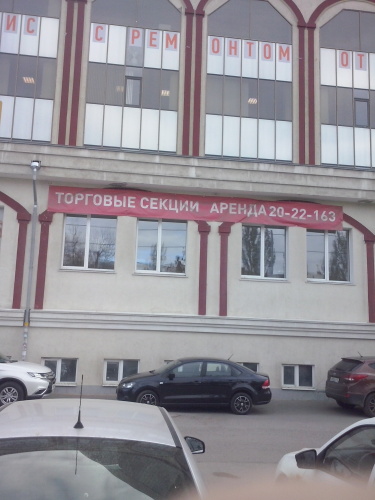 ИС С РЕМОНТОМ ОТ
ТОРГОВЫЕ СЕКЦИИ АРЕНДА 20-22-163